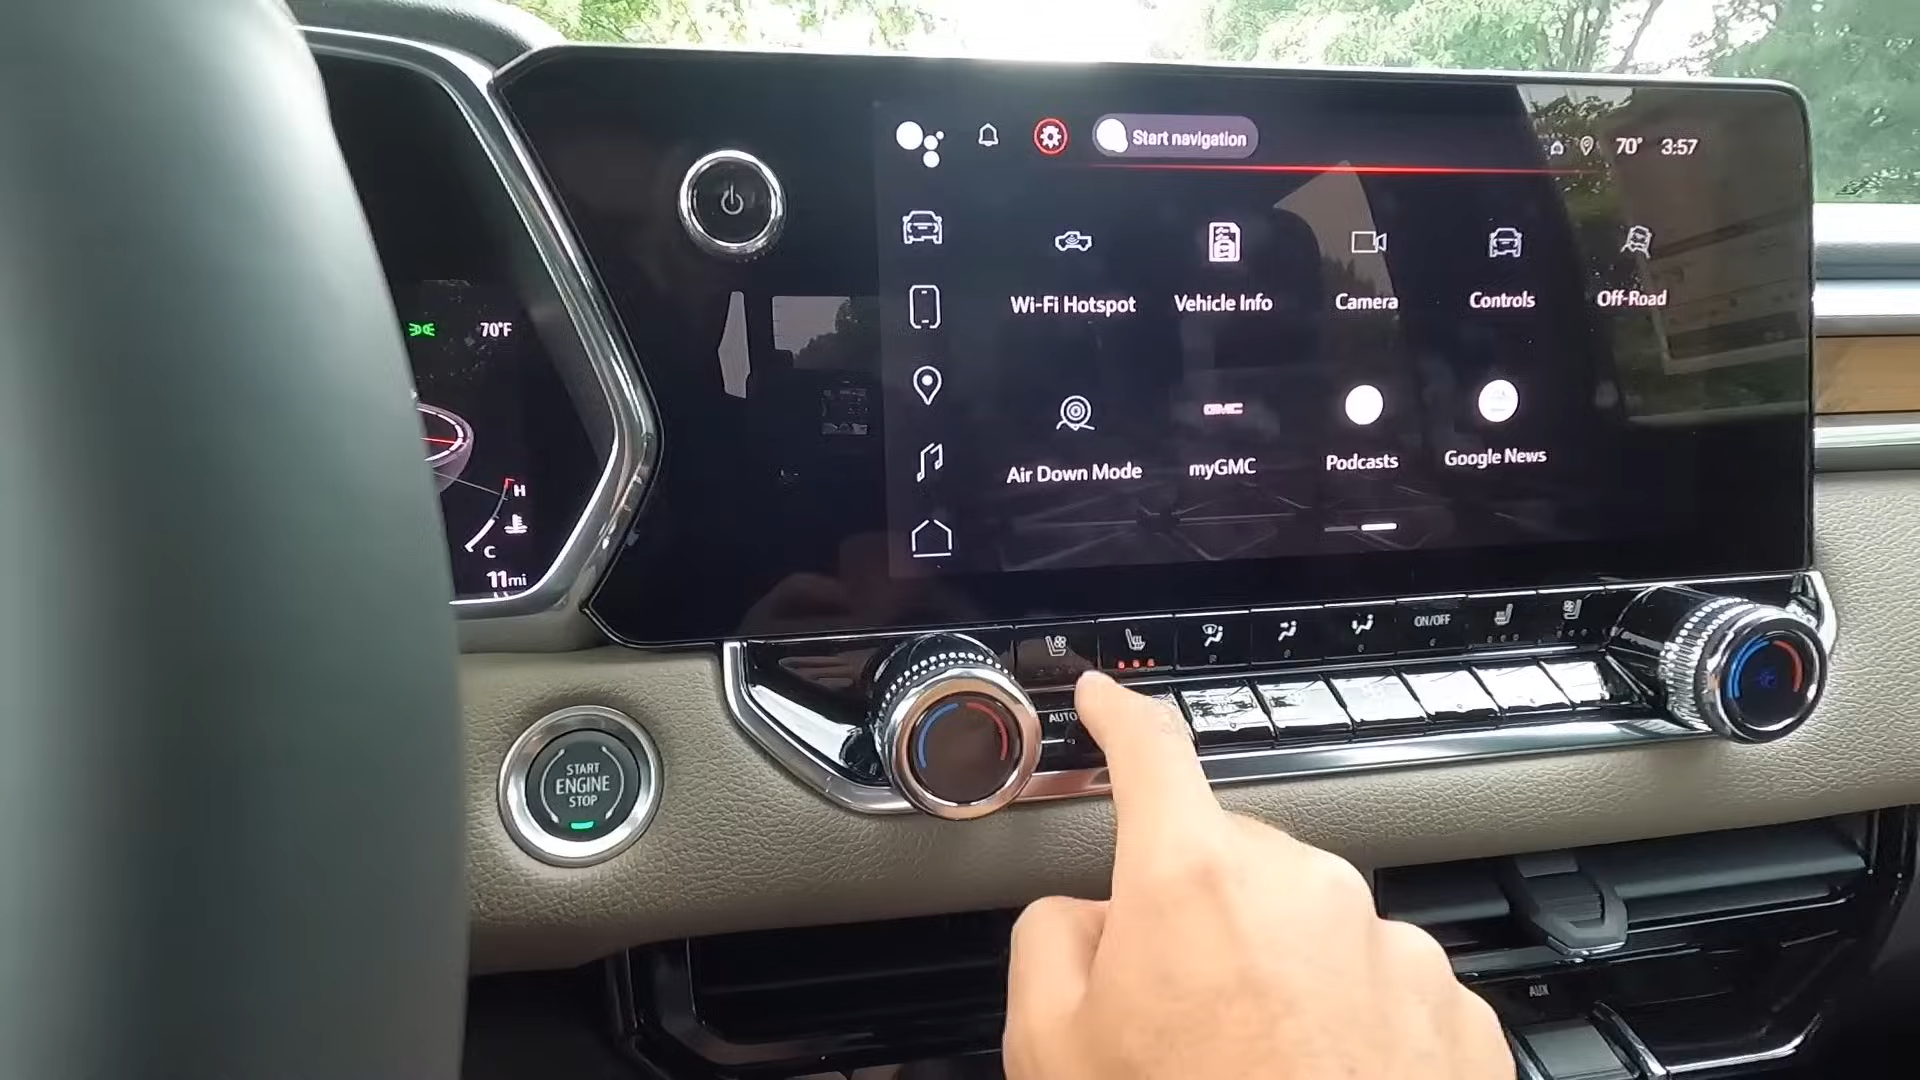 Start navigation
70° 3:57
Wi-Fi Hotspot
Vehicle Info
Camera
Controls
Off-Road
Air Down Mode
GMC
myGMC
Podcasts
Google News
70°F
H
C
11mi
ON/OFF
AUTO
START
ENGINE
STOP
AUX